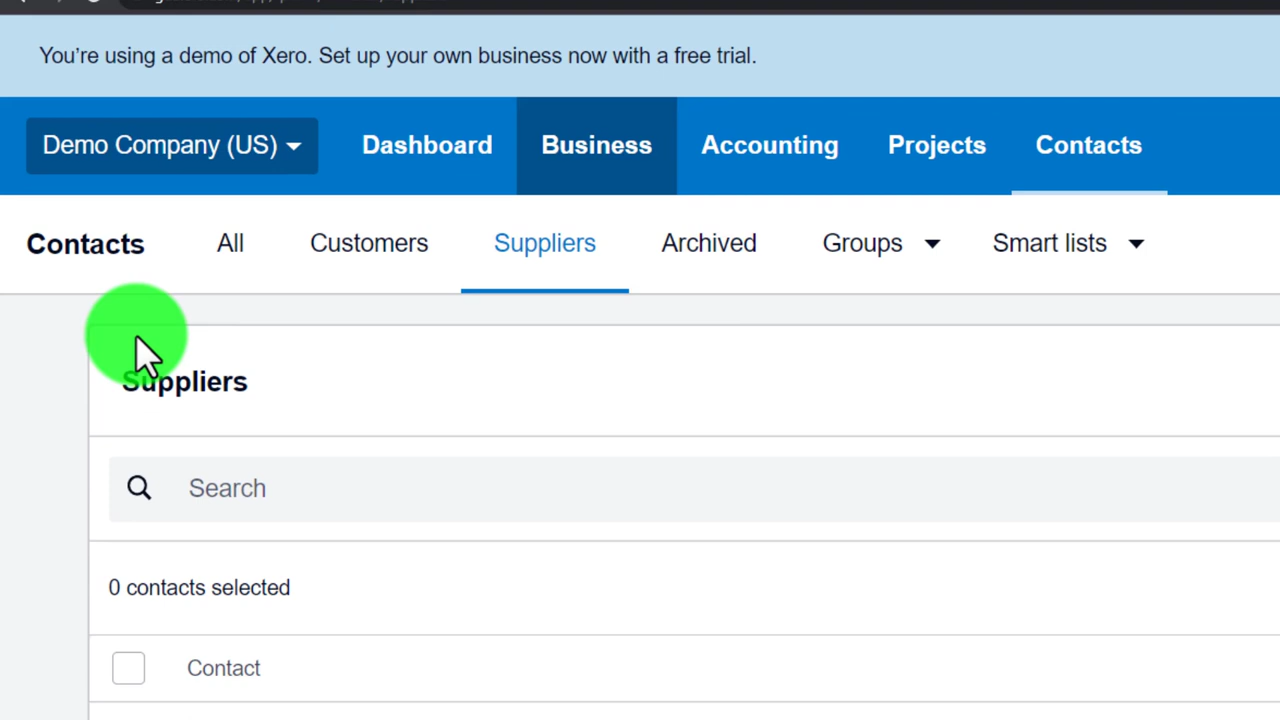 You're using a demo of Xero. Set up your own business now with a free trial.
Demo Company (US) Dashboard Business Accounting Projects Contacts
Contacts All Customers Suppliers Archived Groups Smart lists
Suppliers
Search
0 contacts selected
Contact